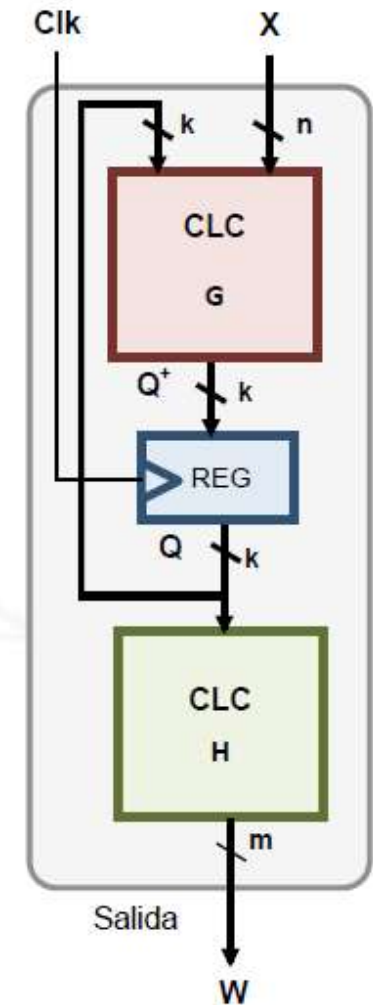 Clk X
k n
CLC
G
Q+ k
REG
Q k
CLC
H
m
Salida
W